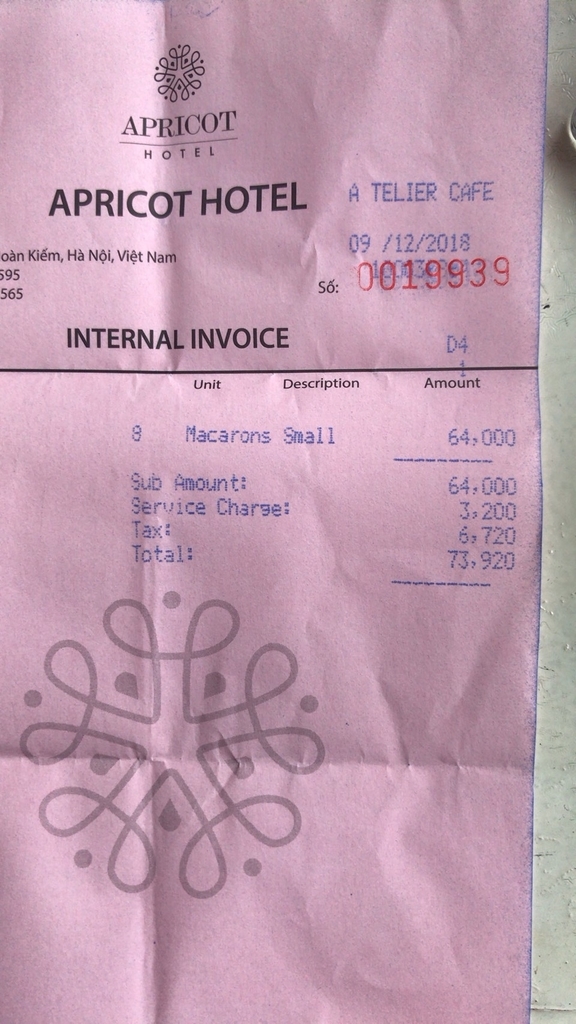 APRICOT
HOTEL
APRICOT HOTEL
A TELIER CAFE
oàn Kiếm, Hà Nội, Việt Nam
595
565
09 /12/2018
Số: 0019939
INTERNAL INVOICE
D4
1
Unit Description Amount
8 Macarons Small 64,000
Sub Amount: 64,000
Service Charge: 3,200
Tax: 6,720
Total: 73,920